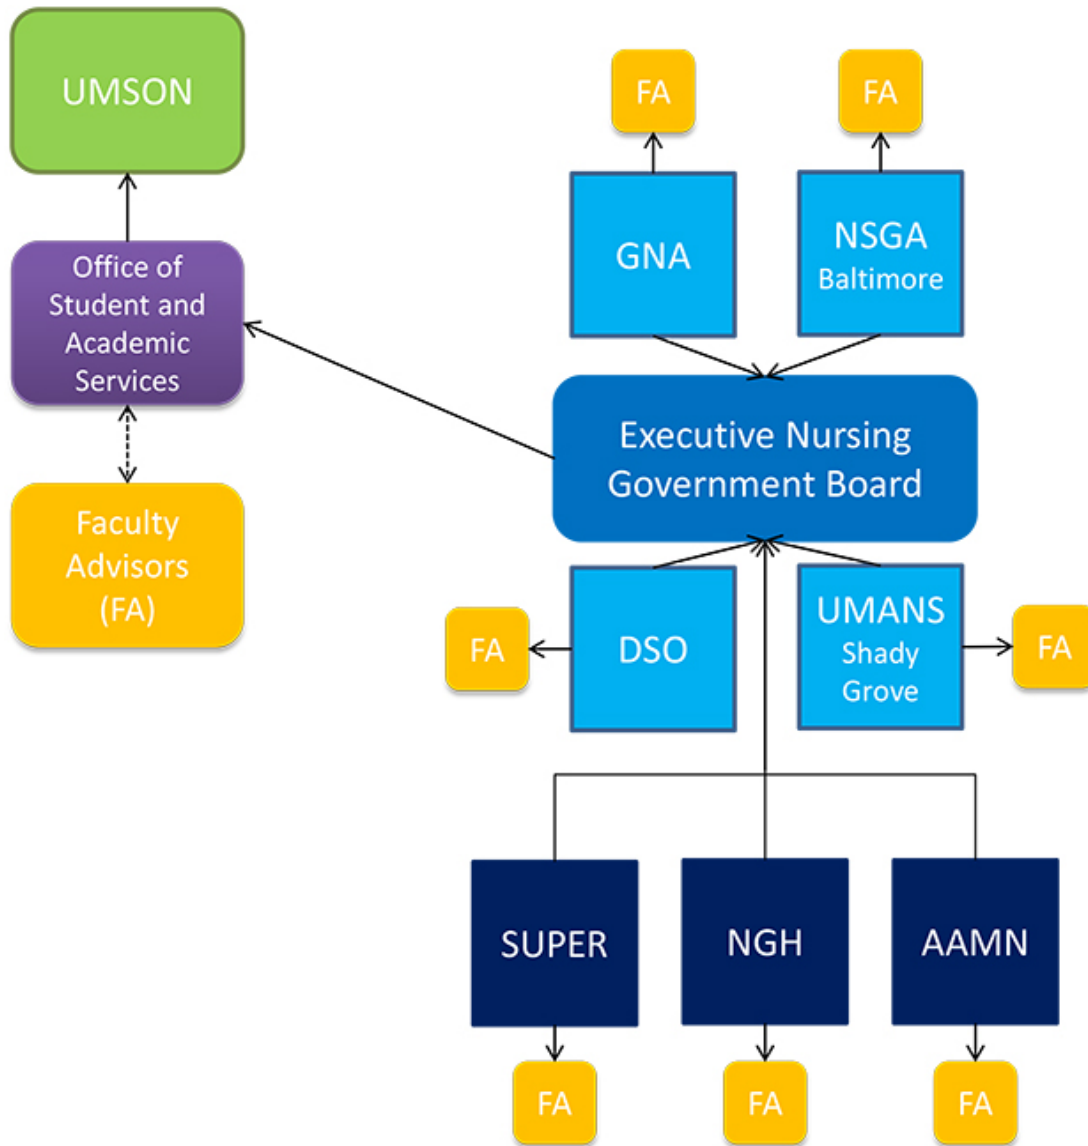 UMSON
Office of
Student and
Academic
Services
Faculty
Advisors
(FA)
FA
FA
GNA
NSGA
Baltimore
Executive Nursing
Government Board
FA
DSO
UMANS
Shady
Grove
FA
SUPER
NGH
AAMN
FA
FA
FA